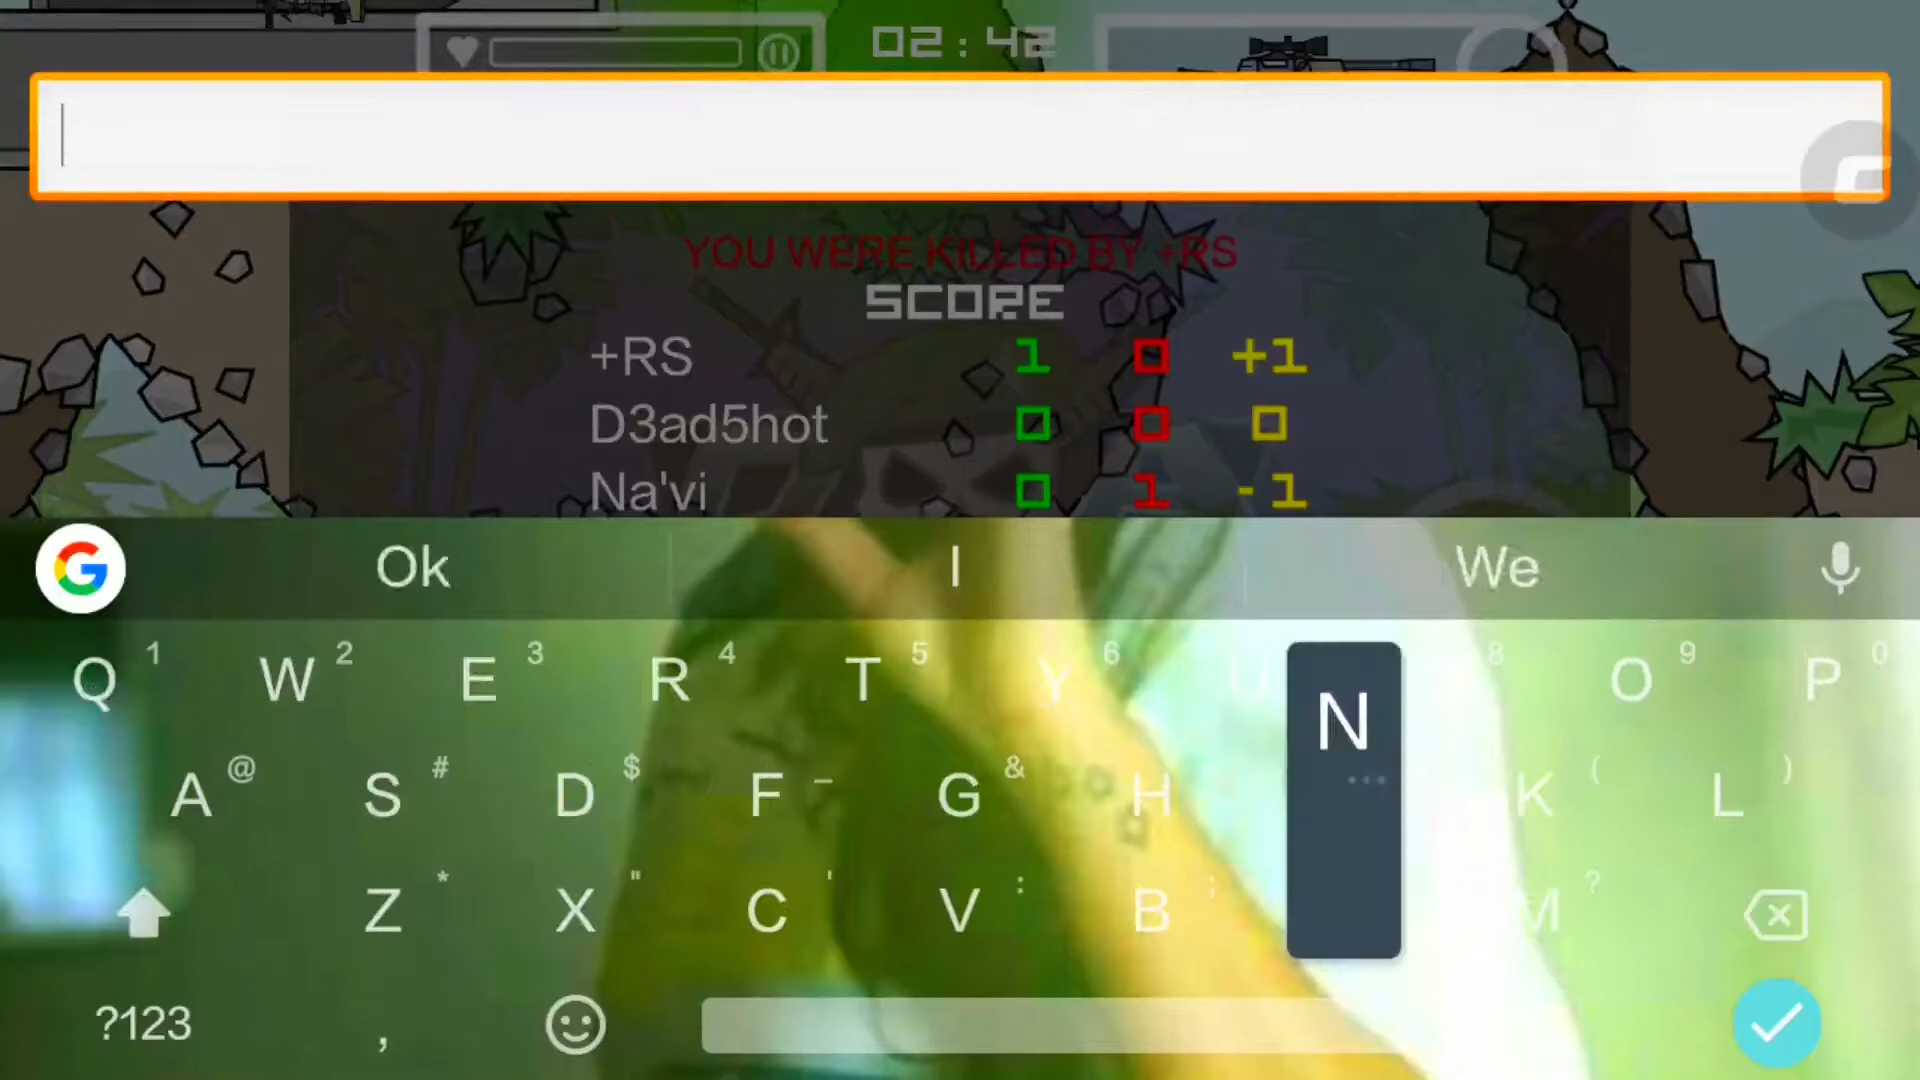 02:42
YOU WERE KILLED BY +RS
SCORE
+RS 1 0 +1
D3ad5hot 0 0 0
Na'vi 0 1 -1
G Ok I We
Q 1 W 2 E 3 R 4 T 5 Y 6 U 8 O 9 P 0
A @ S # D $ F _ G & H K ( L )
Z * X " C ' V : B ; N ... M ?
?123 ,